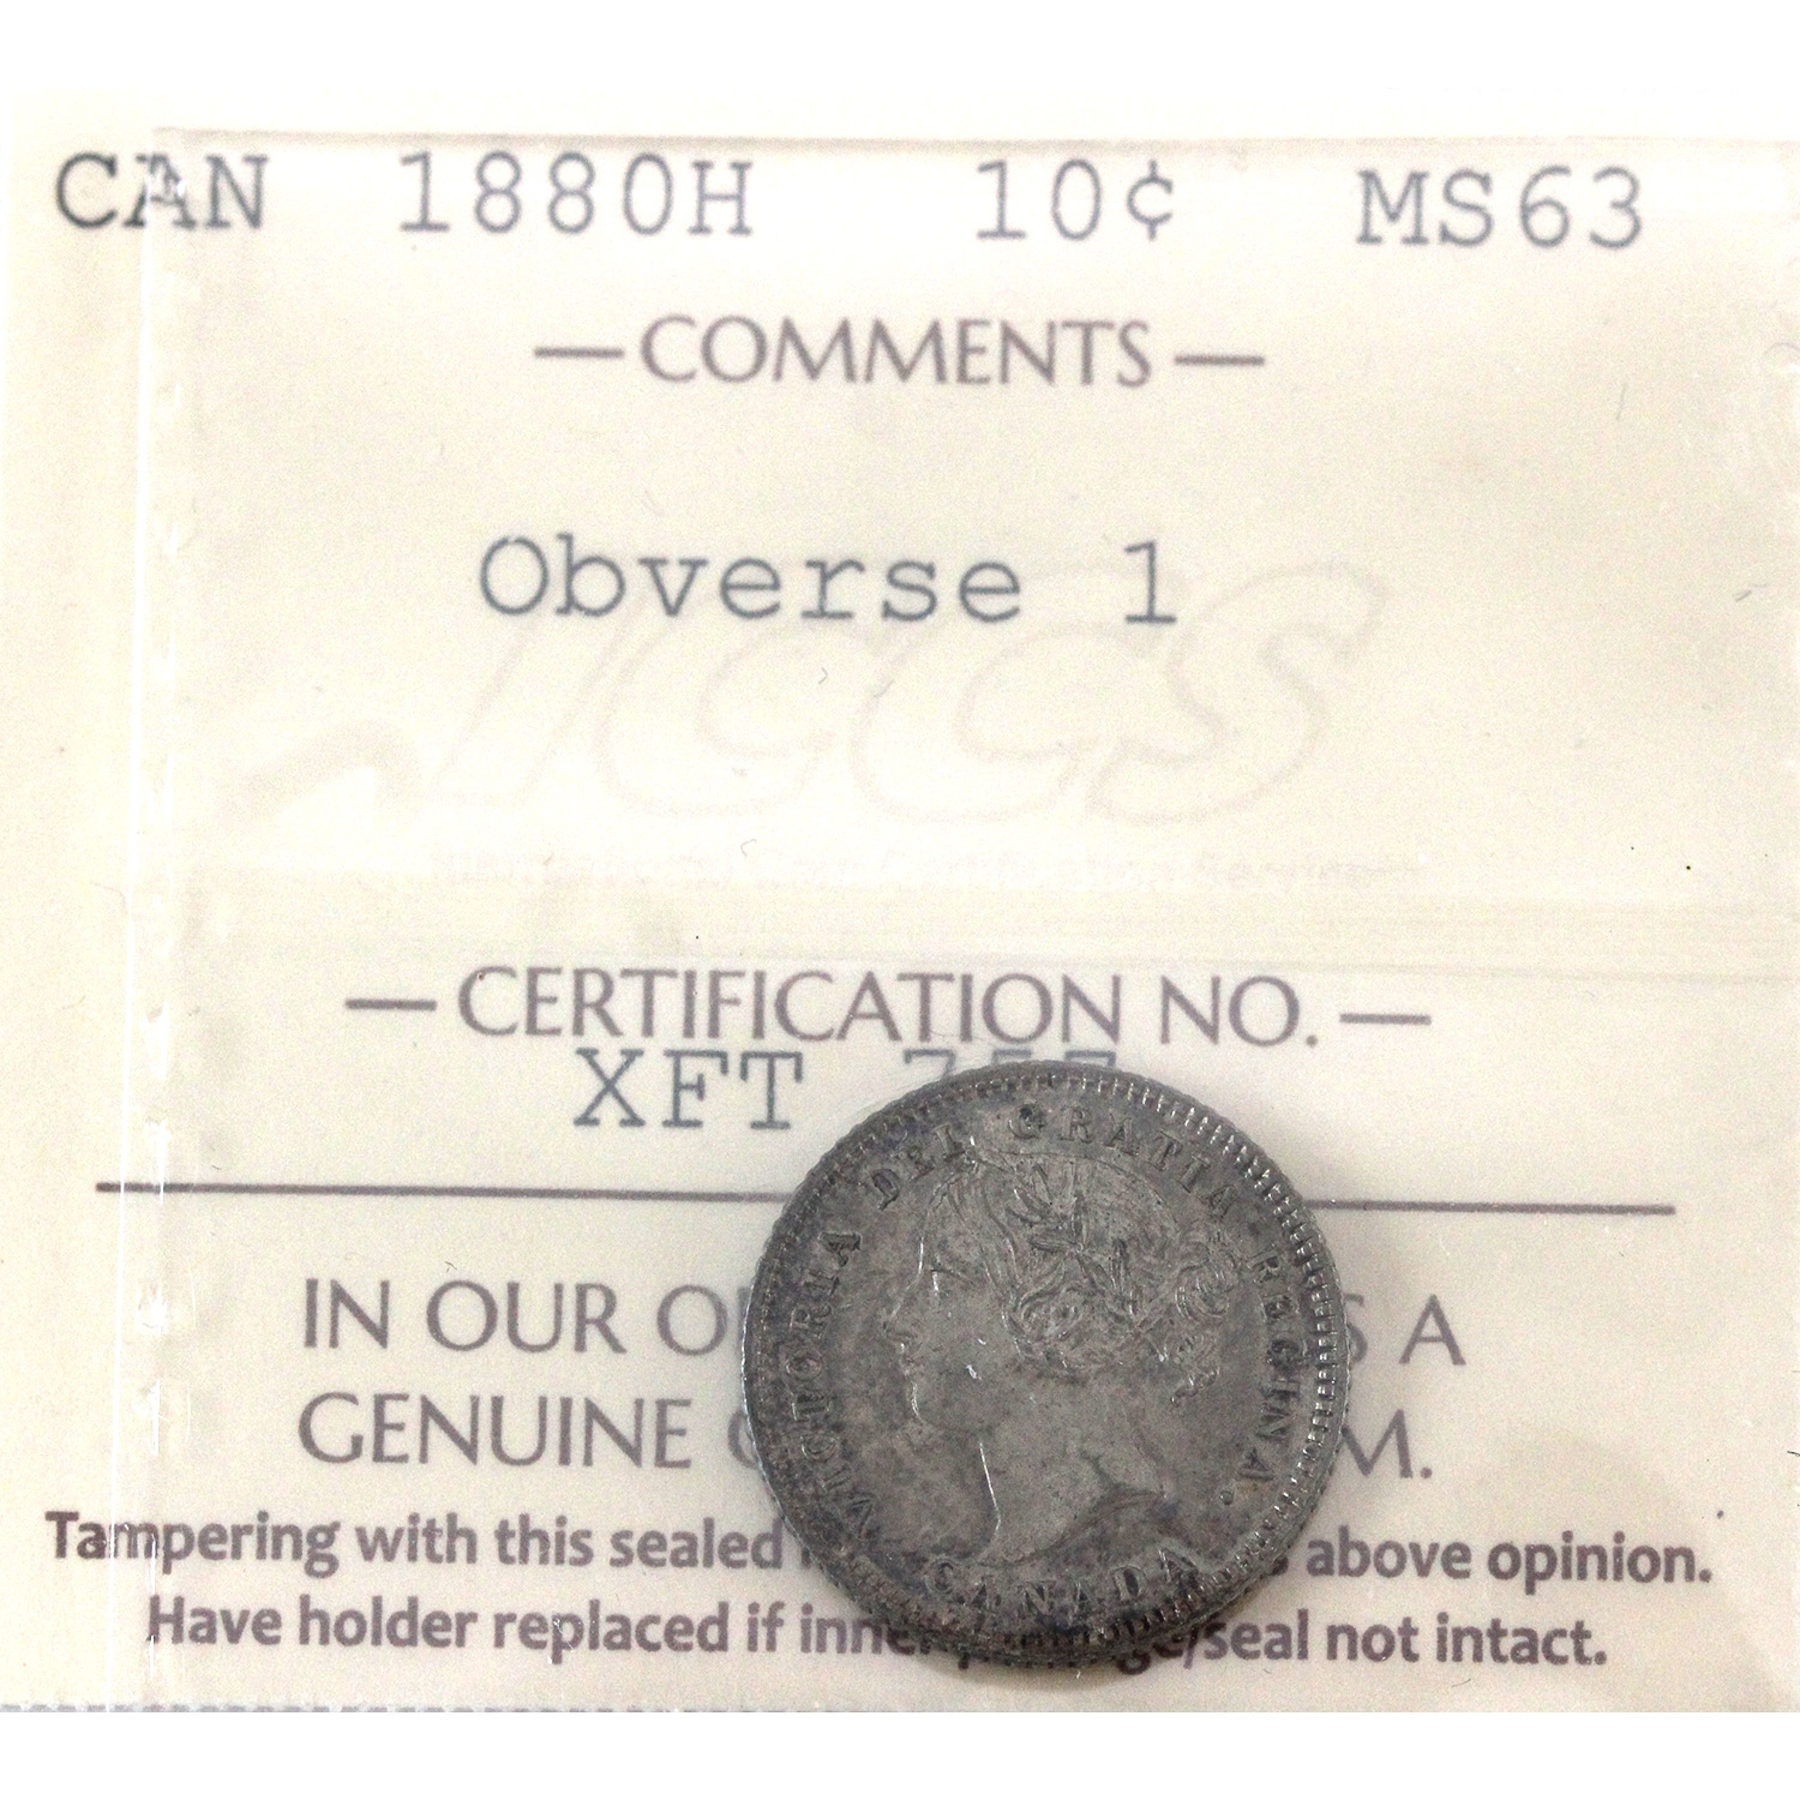 CAN 1880H 10¢ MS63
— COMMENTS —
Obverse 1
ICCS
— CERTIFICATION NO. —
XFT
IN OUR A
GENUINE
Tampering with this sealed above opinion.
Have holder replaced if seal not intact.
VICTORIA DEI GRATIA REGINA.
CANADA